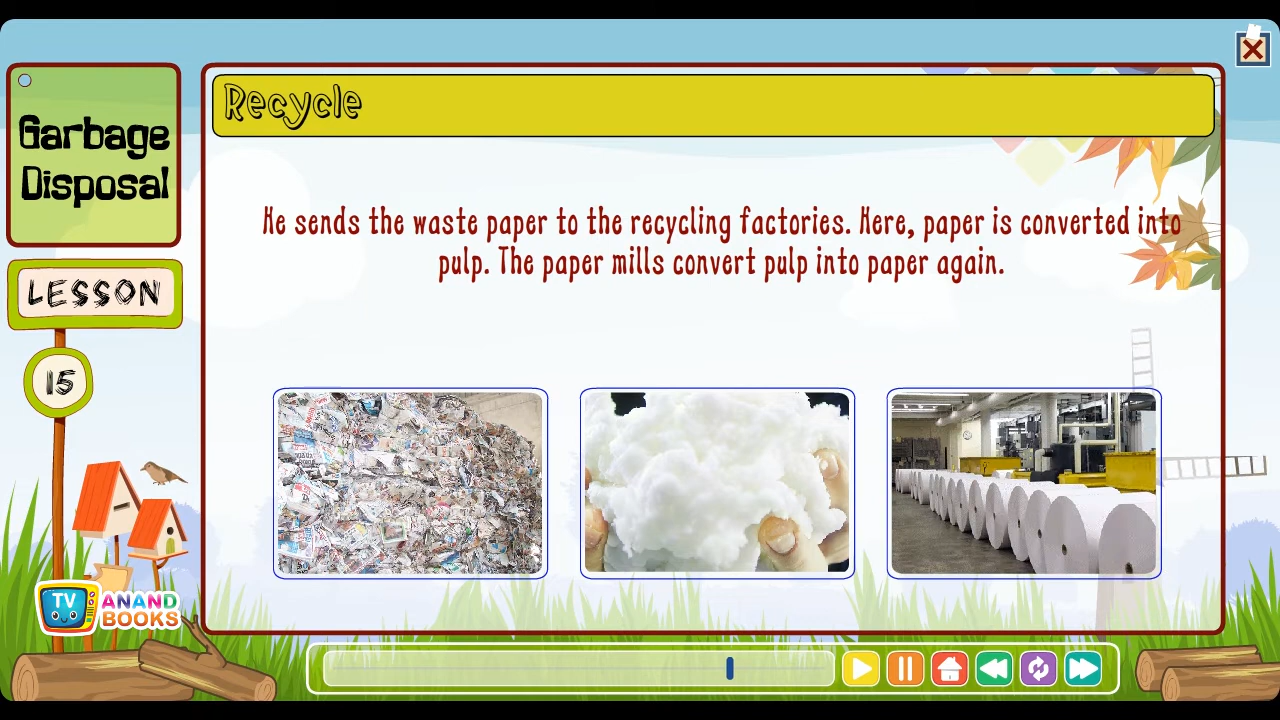 Recycle
Garbage
Disposal
LESSON
15
He sends the waste paper to the recycling factories. Here, paper is converted into
pulp. The paper mills convert pulp into paper again.
TV
ANAND
BOOKS